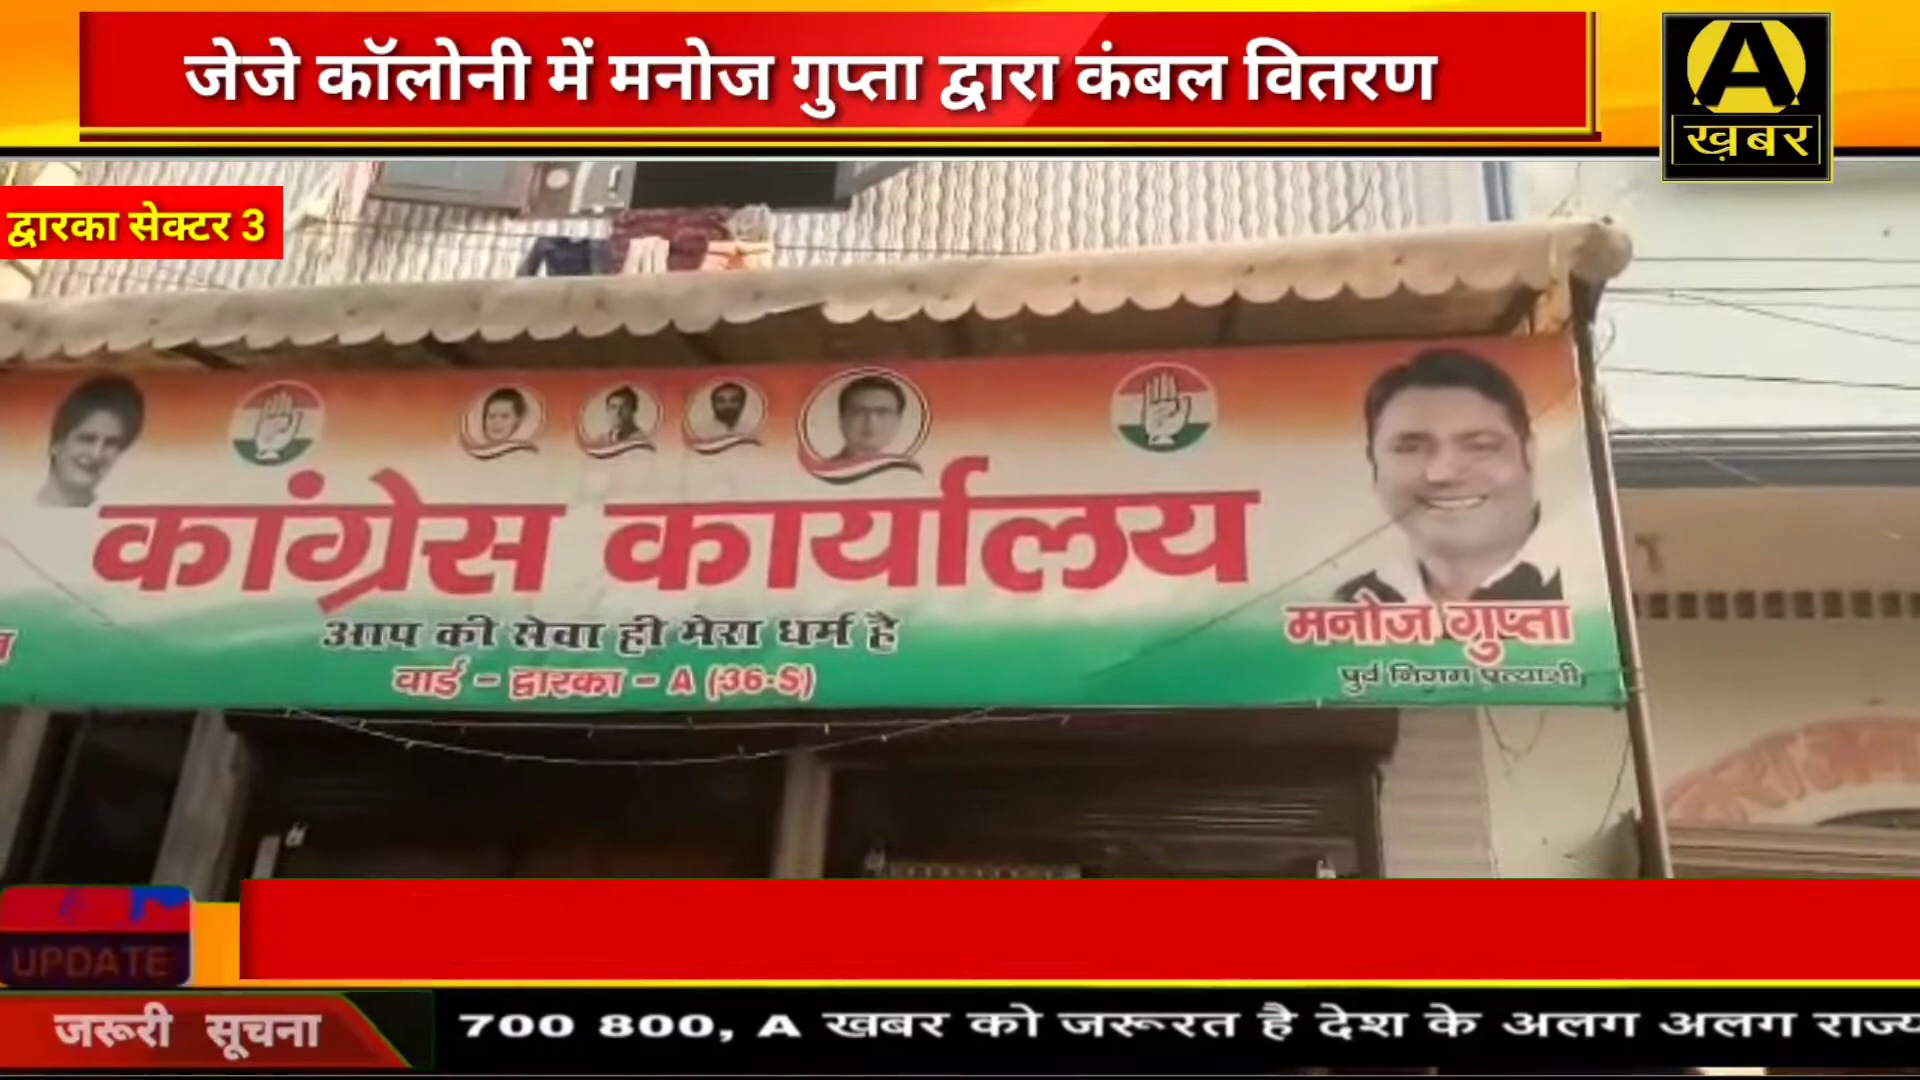 जेजे कॉलोनी में मनोज गुप्ता द्वारा कंबल वितरण
A
ख़बर
द्वारका सेक्टर 3
कांग्रेस कार्यालय
आप की सेवा ही मेरा धर्म है
वार्ड - द्वारका - A (36-S)
मनोज गुप्ता
पुर्व निगम प्रत्याशी
UPDATE
जरूरी सूचना
700 800, A खबर को जरूरत है देश के अलग अलग राज्य